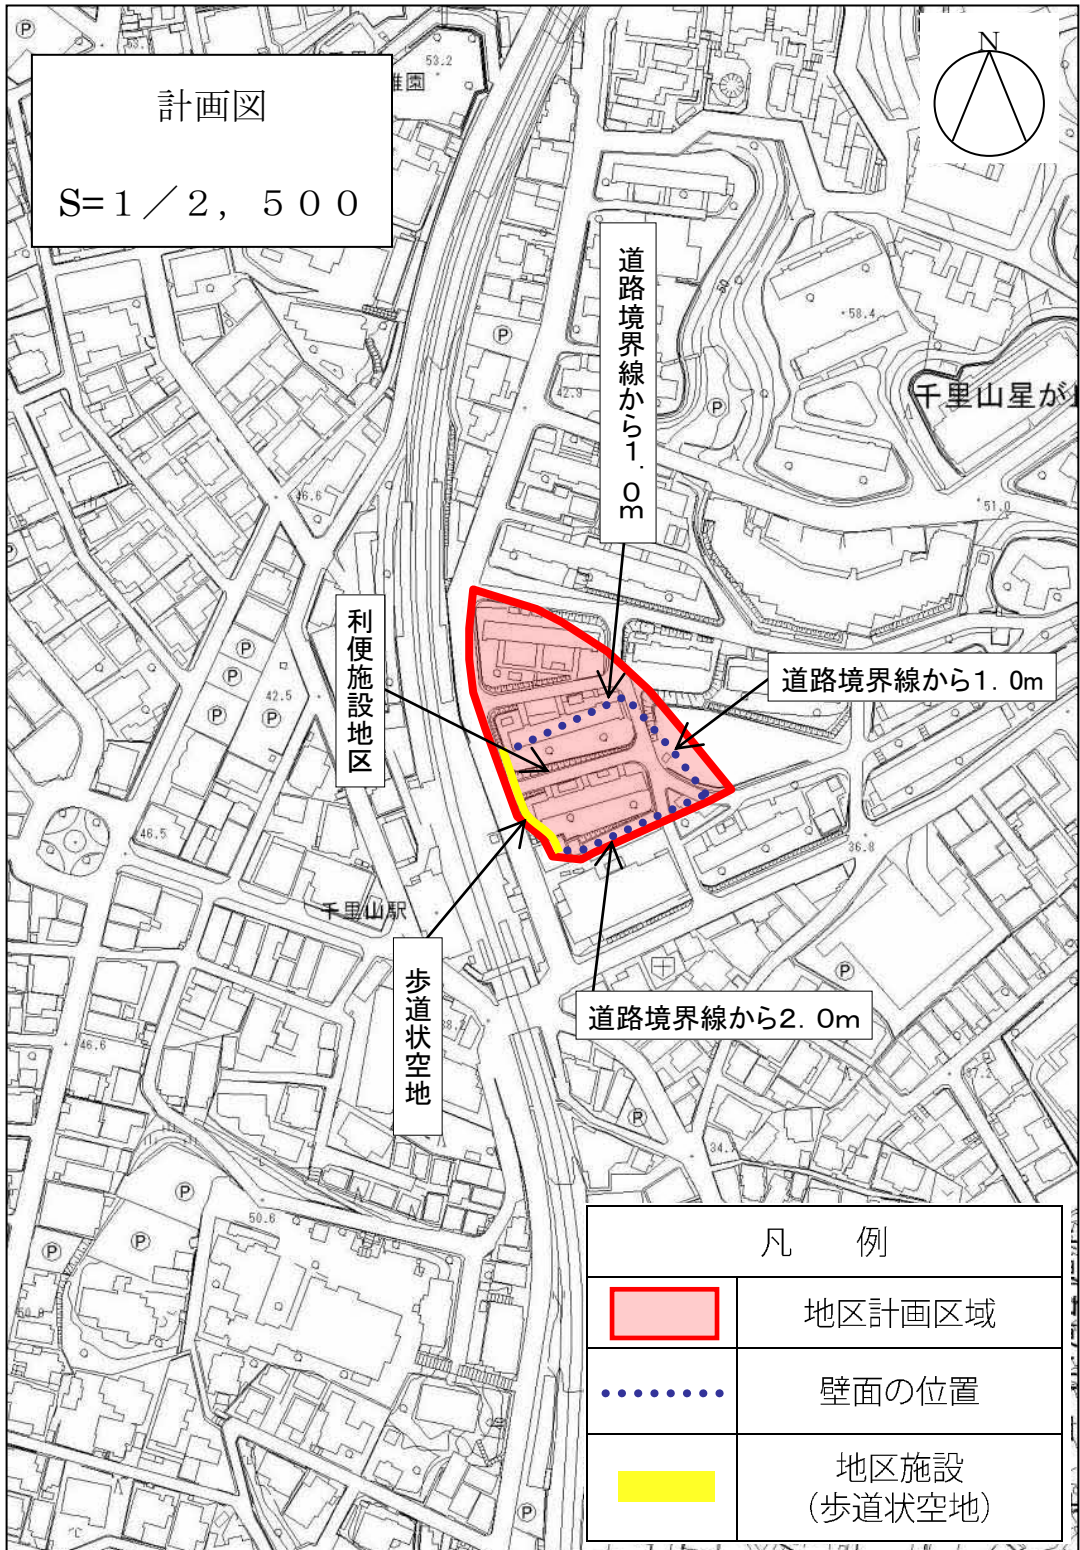 計画図
S=1／2，500
N
53.2
道路境界線から1．0m
58.4
42.9
千里山星が
46.6
51.0
利便施設地区
道路境界線から1．0m
42.5
46.5
36.8
千里山駅
歩道状空地
道路境界線から2．0m
46.6
50.6
凡　例
地区計画区域
壁面の位置
地区施設
（歩道状空地）
P
P
P
P
P
P
P
P
P
P
P
P
P